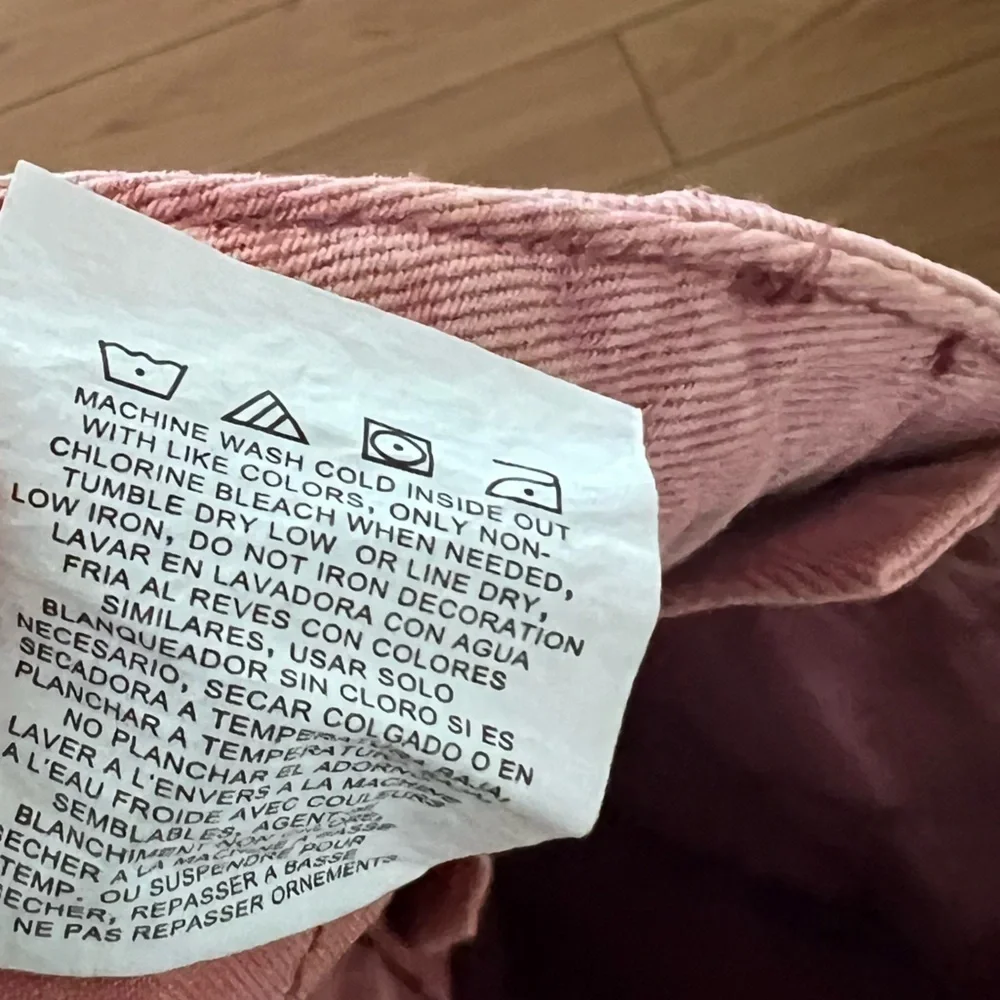 MACHINE WASH COLD INSIDE OUT
WITH LIKE COLORS, ONLY NON-
CHLORINE BLEACH WHEN NEEDED,
TUMBLE DRY LOW OR LINE DRY,
LOW IRON, DO NOT IRON DECORATION
LAVAR EN LAVADORA CON AGUA
FRIA AL REVES CON COLORES
SIMILARES, USAR SOLO
BLANQUEADOR SIN CLORO SI ES
NECESARIO, SECAR COLGADO O EN
SECADORA A TEMPERATURA BAJA,
PLANCHAR A TEMPERATURA
NO PLANCHAR EL ADORNO
LAVER A L'ENVERS A LA MACHINE
A L'EAU FROIDE AVEC COULEURS
SEMBLABLES, AGENT DE
BLANCHIMENT NON
SECHER A LA MACHINE A BASSE
TEMP. OU SUSPENDRE POUR
SECHER, REPASSER A BASSE
NE PAS REPASSER ORNEMENTS